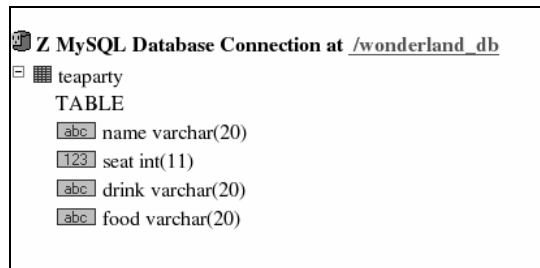 Z MySQL Database Connection at /wonderland_db
teaparty
TABLE
abc name varchar(20)
123 seat int(11)
abc drink varchar(20)
abc food varchar(20)